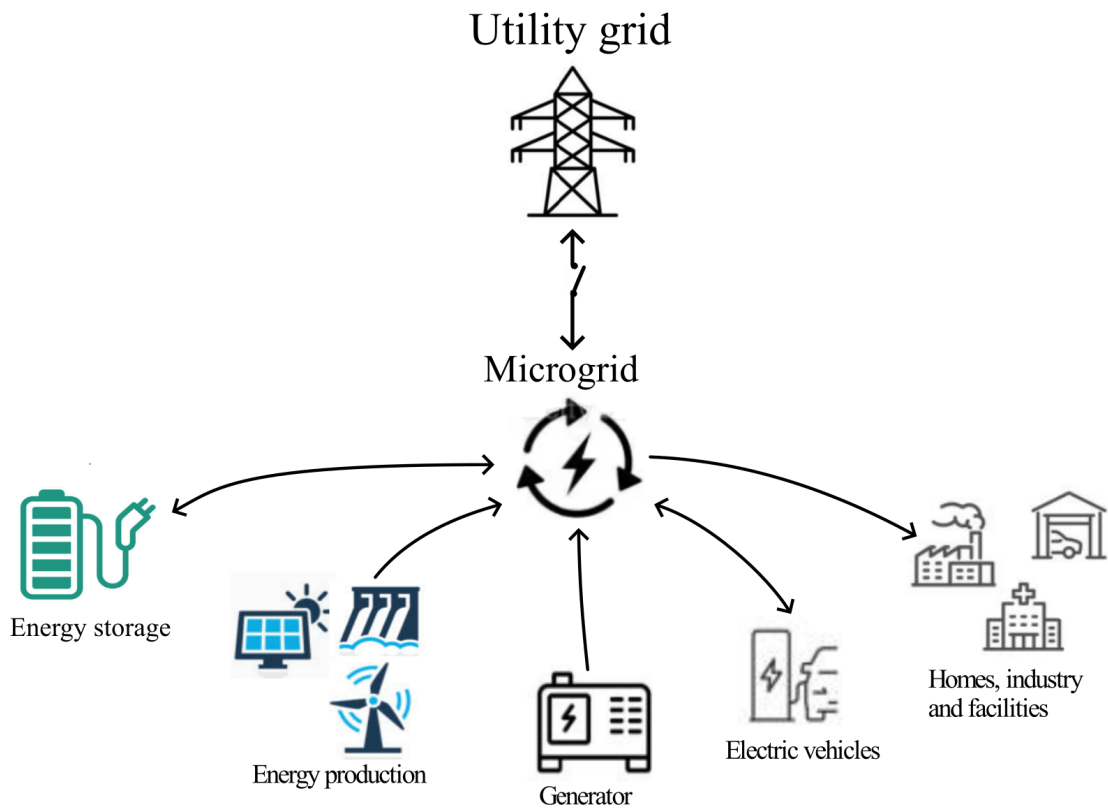 Utility grid
Microgrid
Energy storage
Energy production
Generator
Electric vehicles
Homes, industry
and facilities